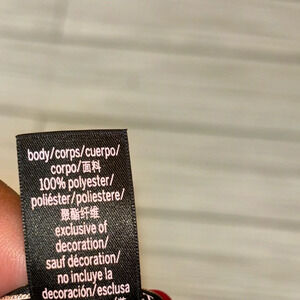 body/corps/cuerpo/
corpo/面料
100% polyester/
poliéster/poliestere/
聚酯纤维
exclusive of
decoration/
sauf décoration/
no incluye la
decoración/esclusa